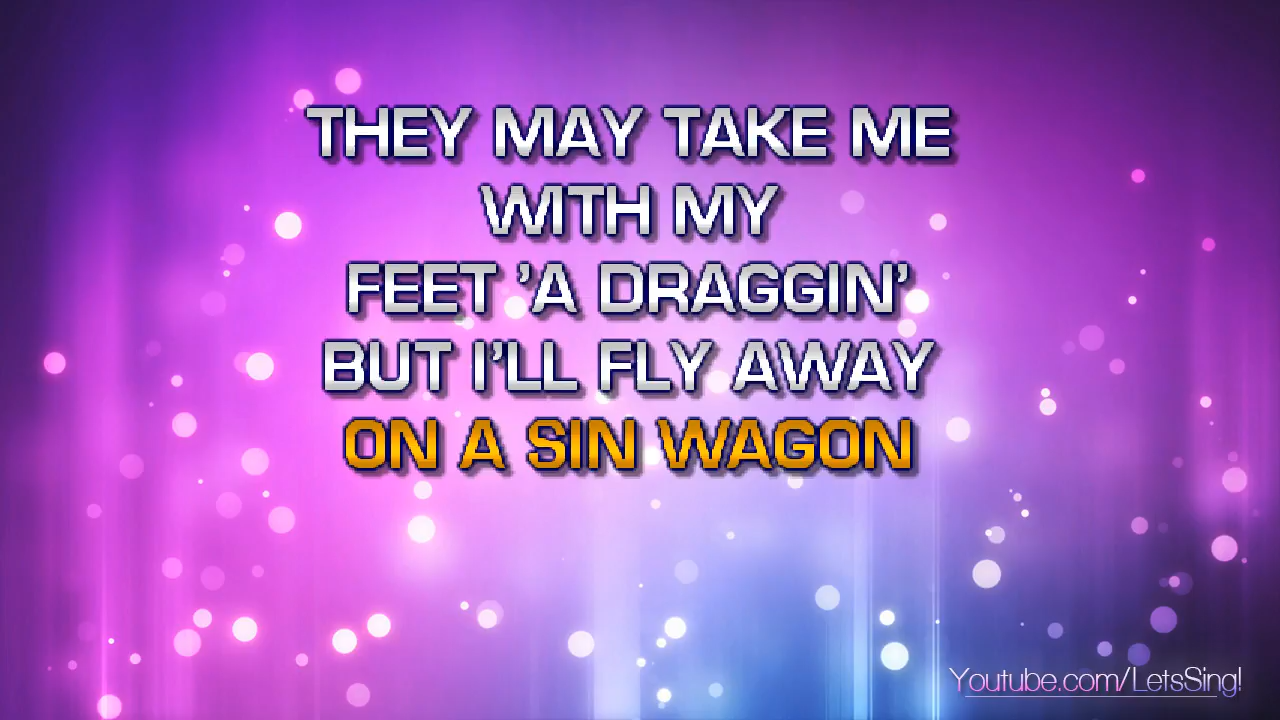 THEY MAY TAKE ME
WITH MY
FEET 'A DRAGGIN'
BUT I'LL FLY AWAY
ON A SIN WAGON
Youtube.com/LetsSing!